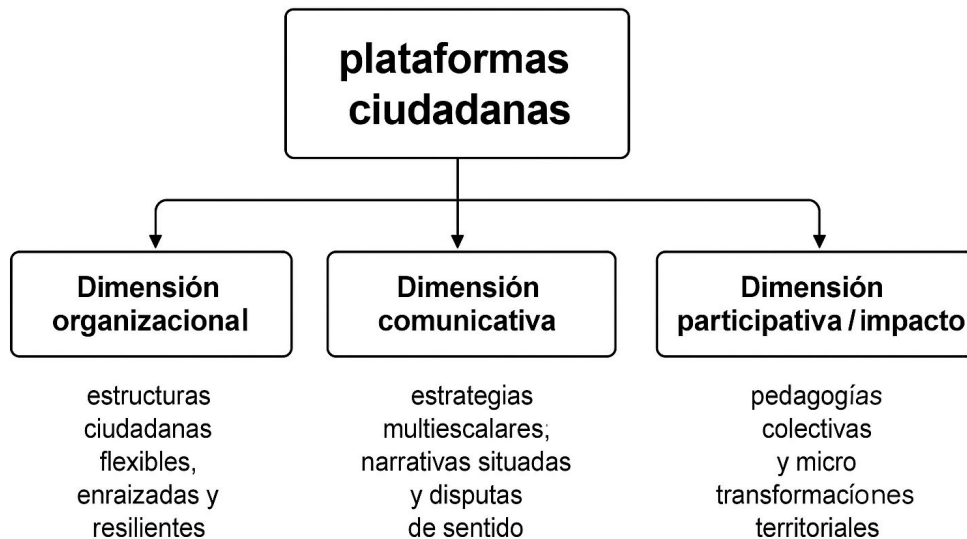 plataformas
ciudadanas
Dimensión
organizacional
estructuras
ciudadanas
flexibles,
enraizadas y
resilientes
Dimensión
comunicativa
estrategias
multiescalares;
narrativas situadas
y disputas
de sentido
Dimensión
participativa / impacto
pedagogías
colectivas
y micro
transformacíones
territoriales